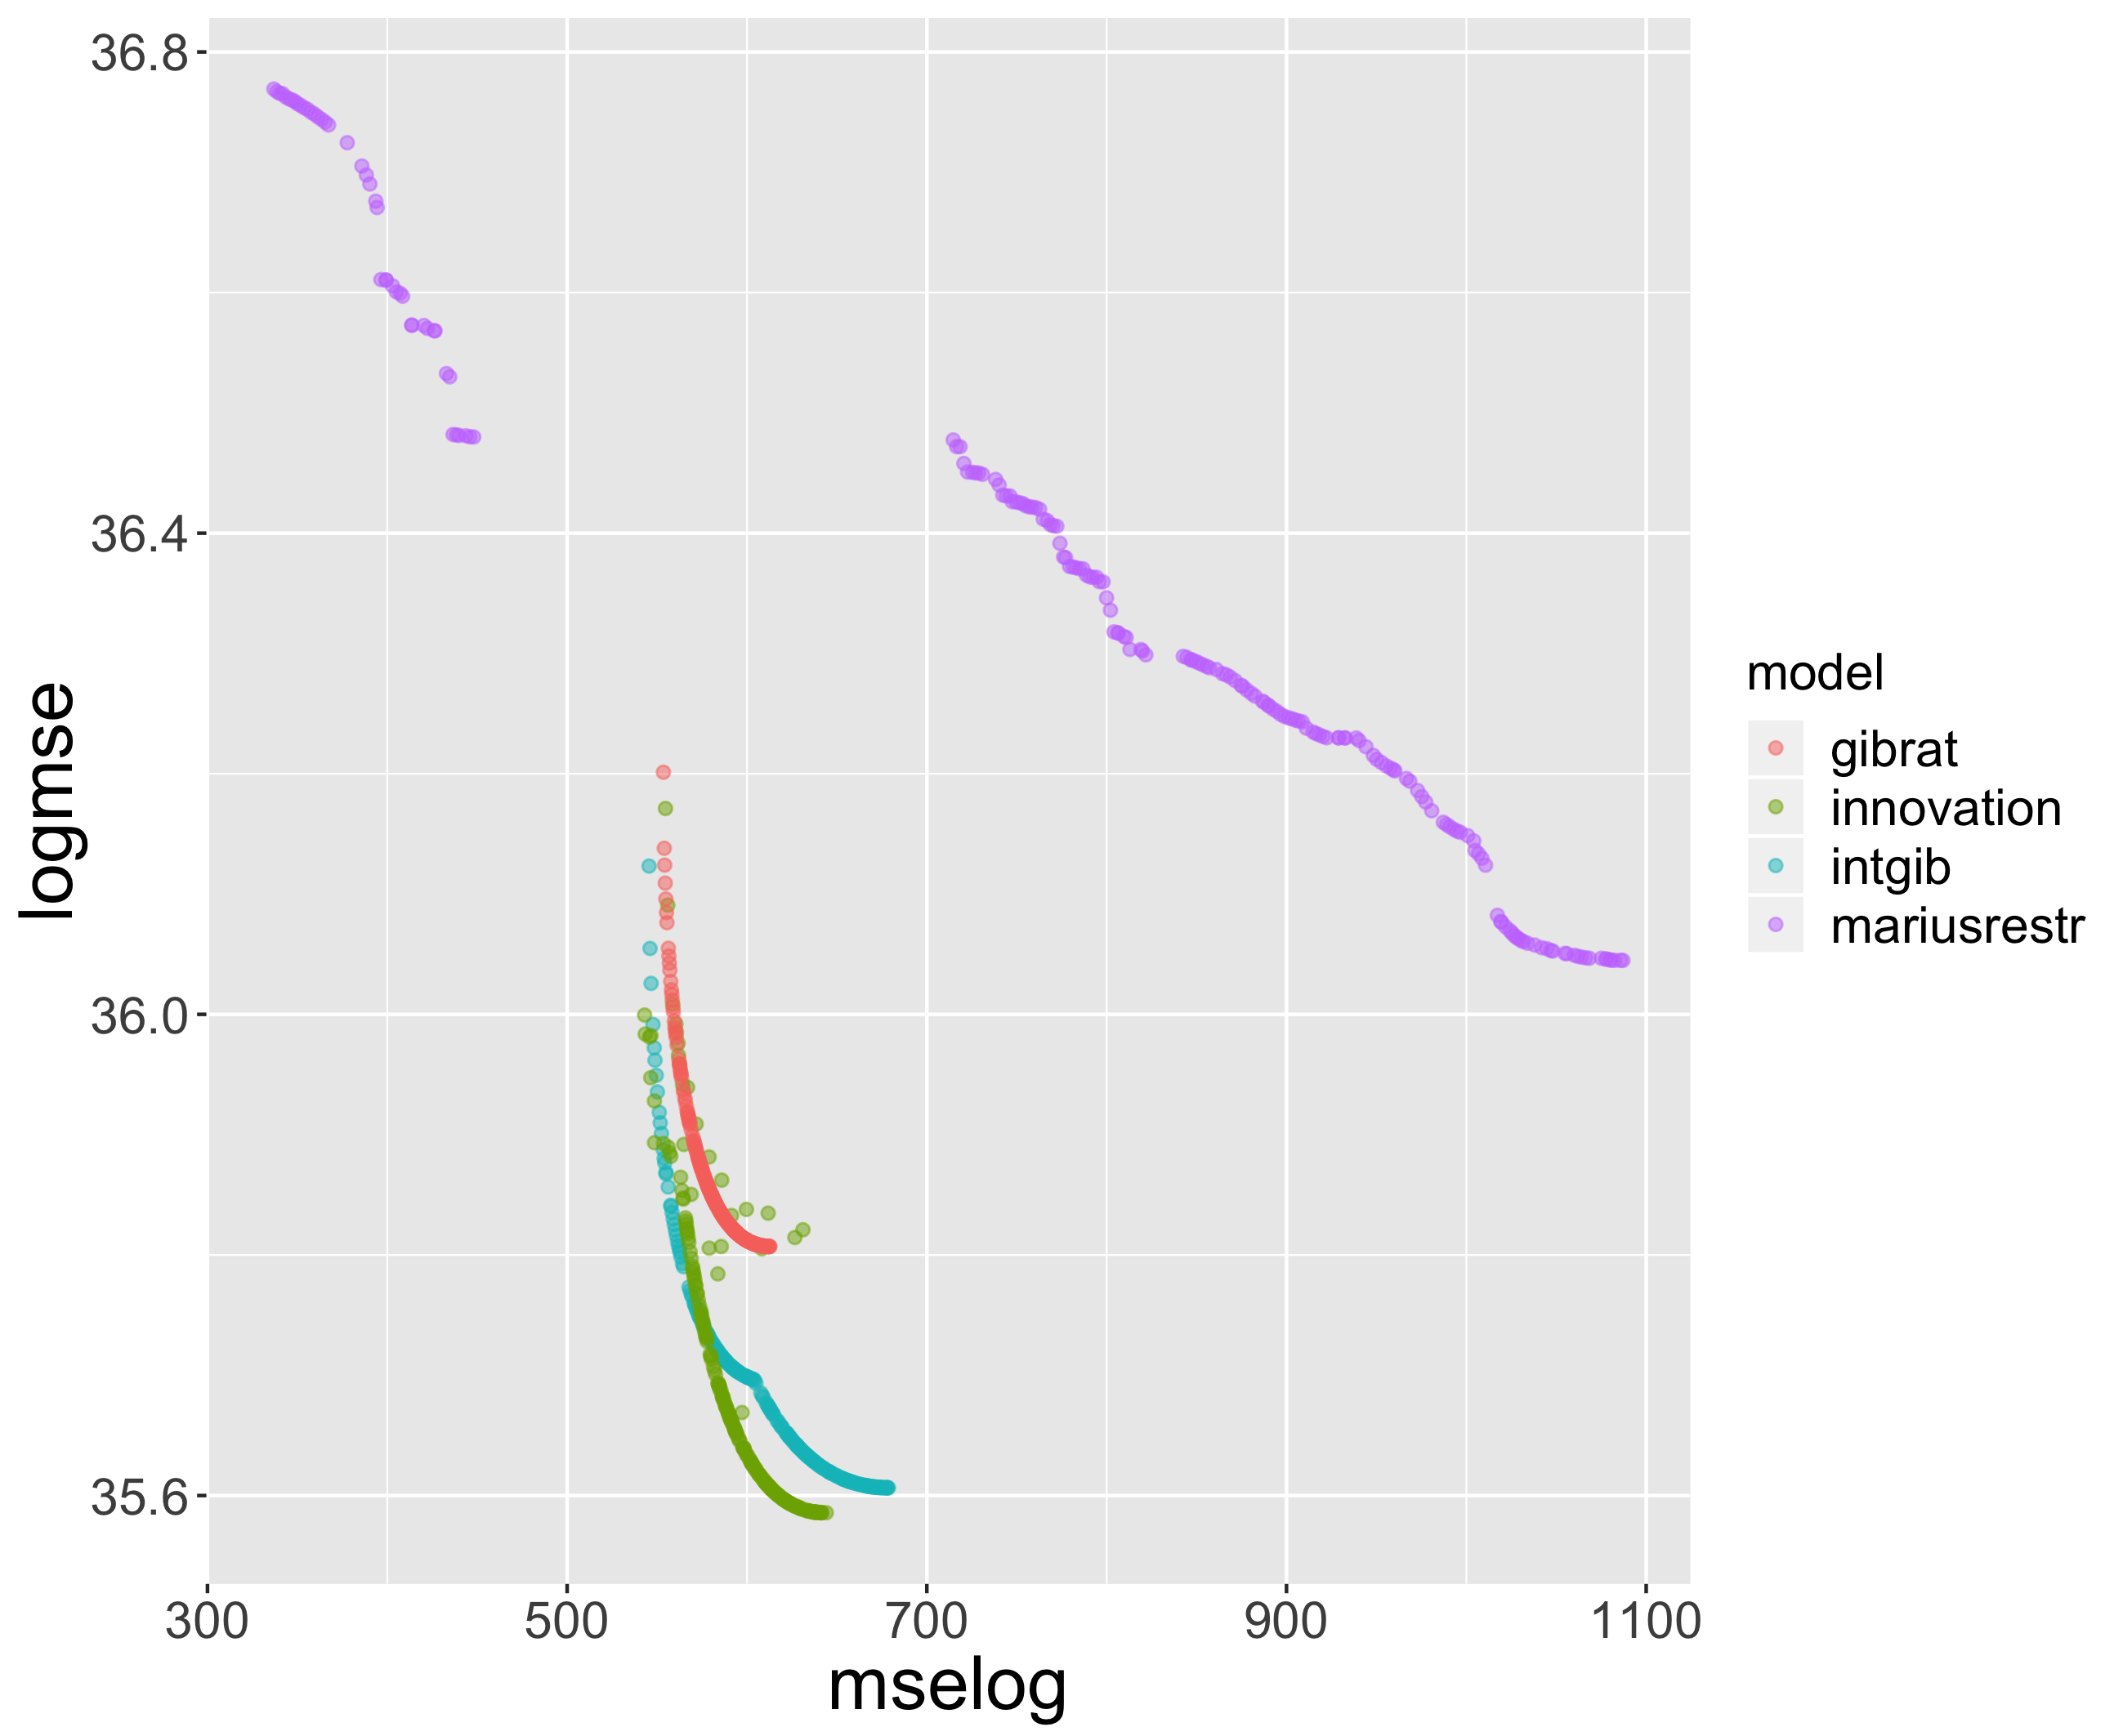 36.8
36.4
36.0
35.6
logmse
300 500 700 900 1100
mselog
model
gibrat
innovation
intgib
mariusrestr